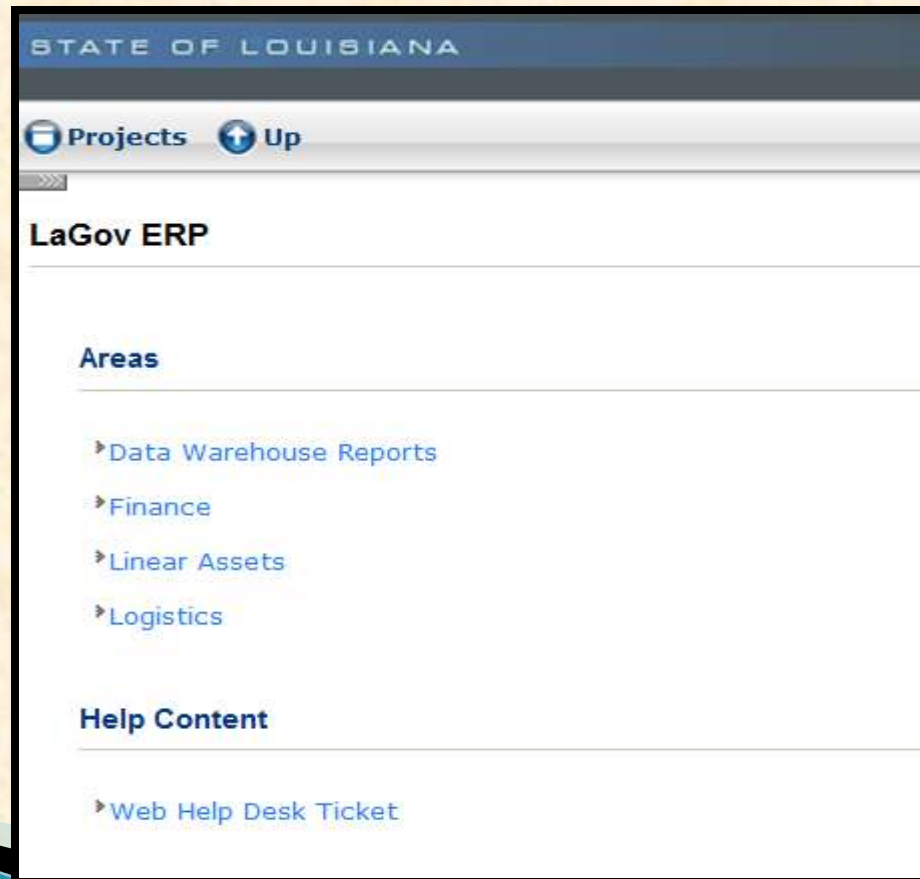 STATE OF LOUISIANA
Projects Up
LaGov ERP
Areas
Data Warehouse Reports
Finance
Linear Assets
Logistics
Help Content
Web Help Desk Ticket